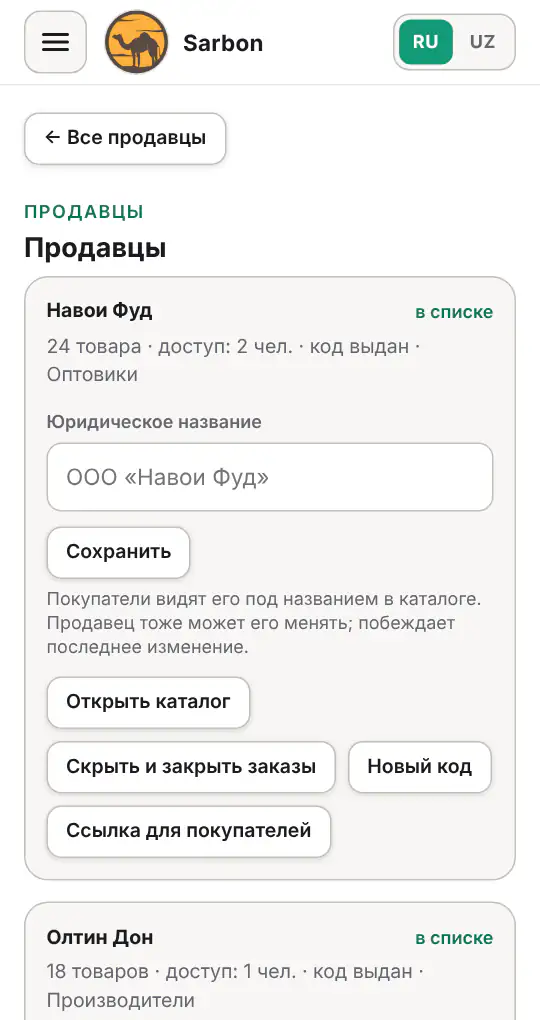 Sarbon
RU UZ
← Все продавцы
ПРОДАВЦЫ
Продавцы
Навои Фуд
в списке
24 товара · доступ: 2 чел. · код выдан ·
Оптовики
Юридическое название
ООО «Навои Фуд»
Сохранить
Покупатели видят его под названием в каталоге.
Продавец тоже может его менять; побеждает
последнее изменение.
Открыть каталог
Скрыть и закрыть заказы
Новый код
Ссылка для покупателей
Олтин Дон
в списке
18 товаров · доступ: 1 чел. · код выдан ·
Производители